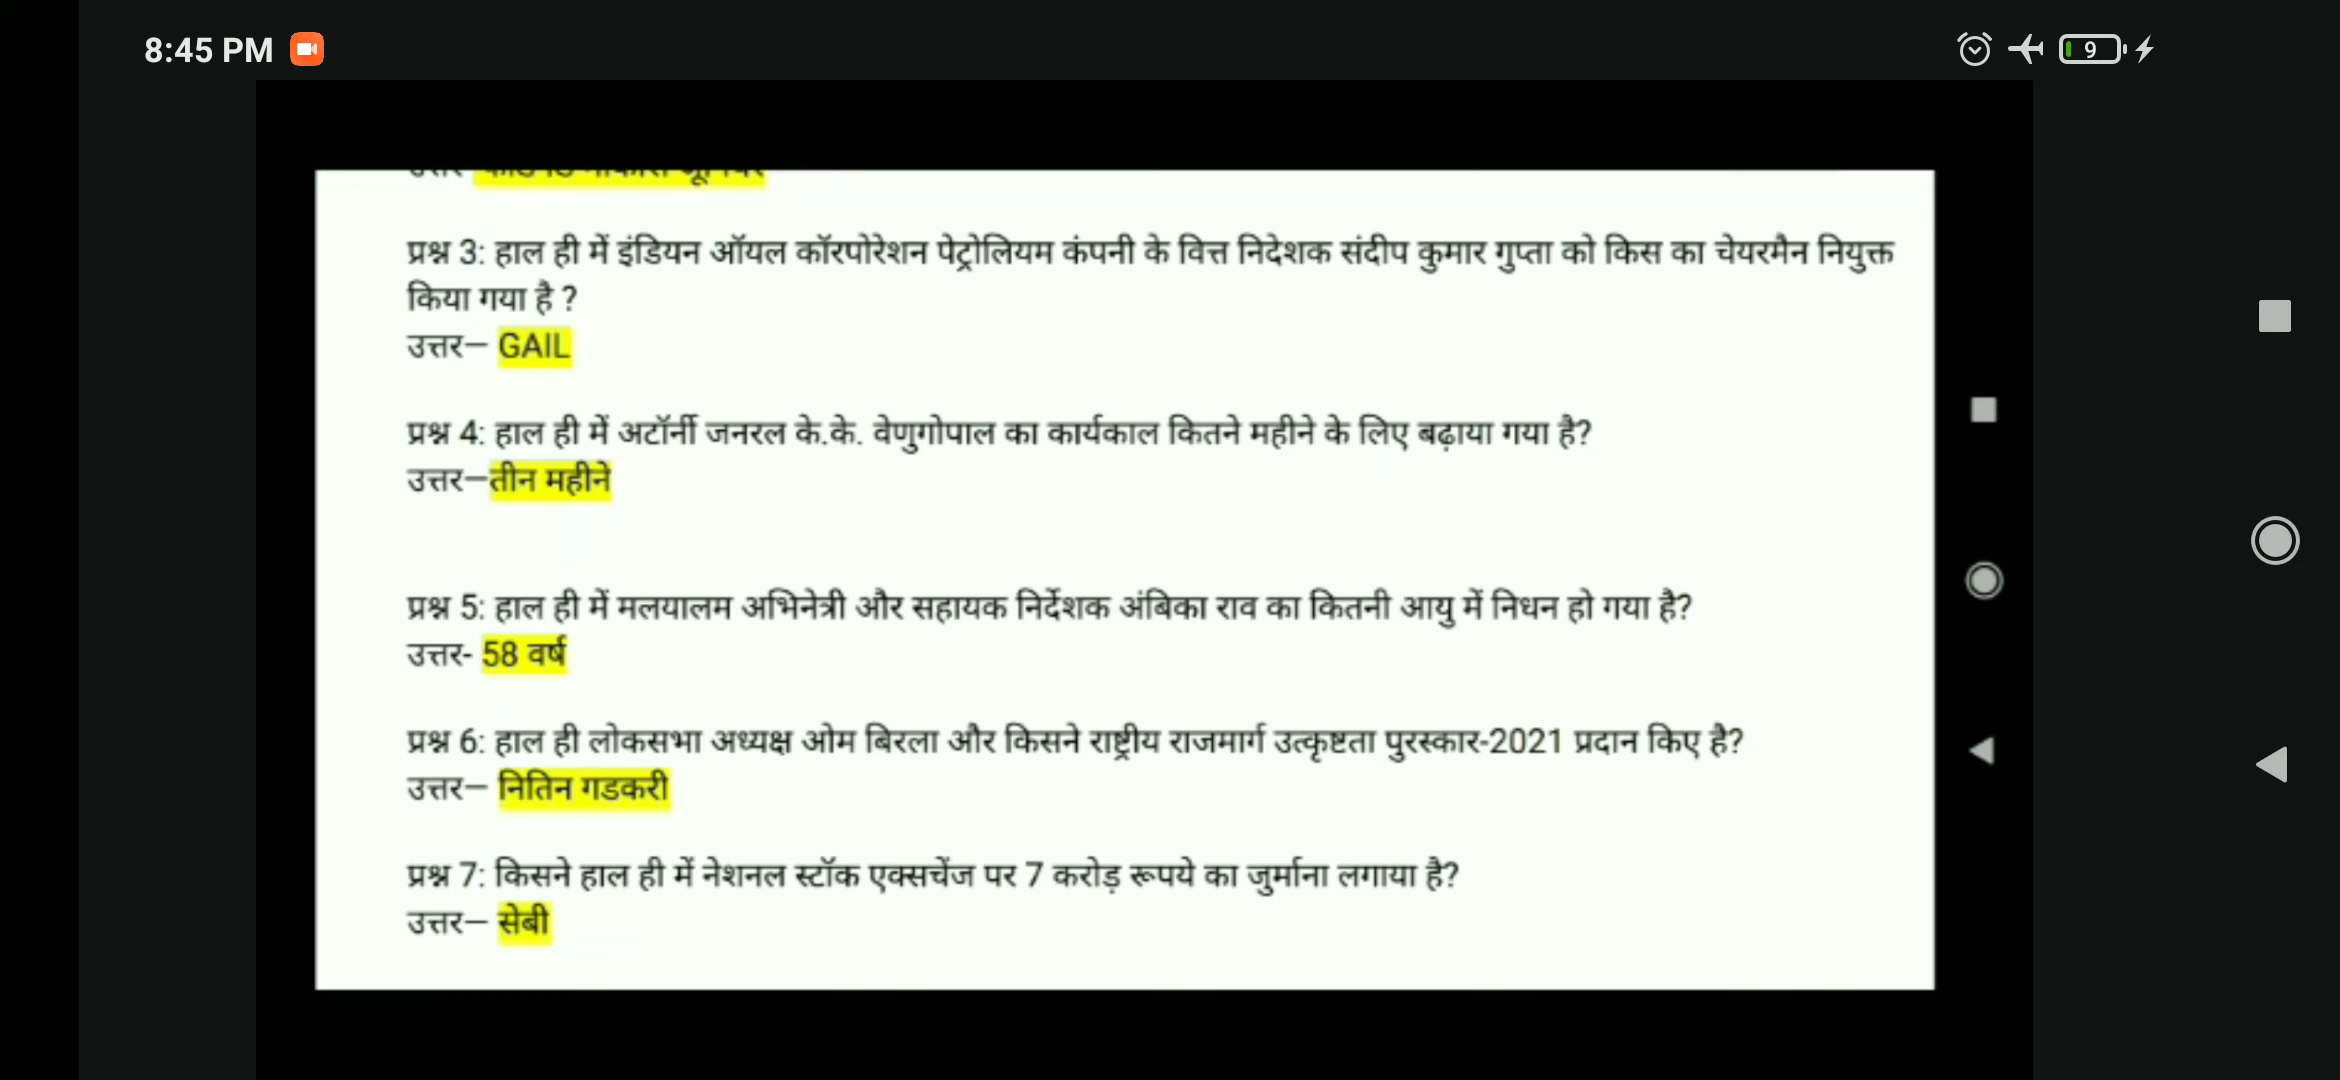 8:45 PM
9
उत्तर
प्रश्न 3: हाल ही में इंडियन ऑयल कॉरपोरेशन पेट्रोलियम कंपनी के वित्त निदेशक संदीप कुमार गुप्ता को किस का चेयरमैन नियुक्त
किया गया है ?
उत्तर— GAIL
प्रश्न 4: हाल ही में अटॉर्नी जनरल के.के. वेणुगोपाल का कार्यकाल कितने महीने के लिए बढ़ाया गया है?
उत्तर—तीन महीने
प्रश्न 5: हाल ही में मलयालम अभिनेत्री और सहायक निर्देशक अंबिका राव का कितनी आयु में निधन हो गया है?
उत्तर- 58 वर्ष
प्रश्न 6: हाल ही लोकसभा अध्यक्ष ओम बिरला और किसने राष्ट्रीय राजमार्ग उत्कृष्टता पुरस्कार-2021 प्रदान किए है?
उत्तर— नितिन गडकरी
प्रश्न 7: किसने हाल ही में नेशनल स्टॉक एक्सचेंज पर 7 करोड़ रूपये का जुर्माना लगाया है?
उत्तर— सेबी